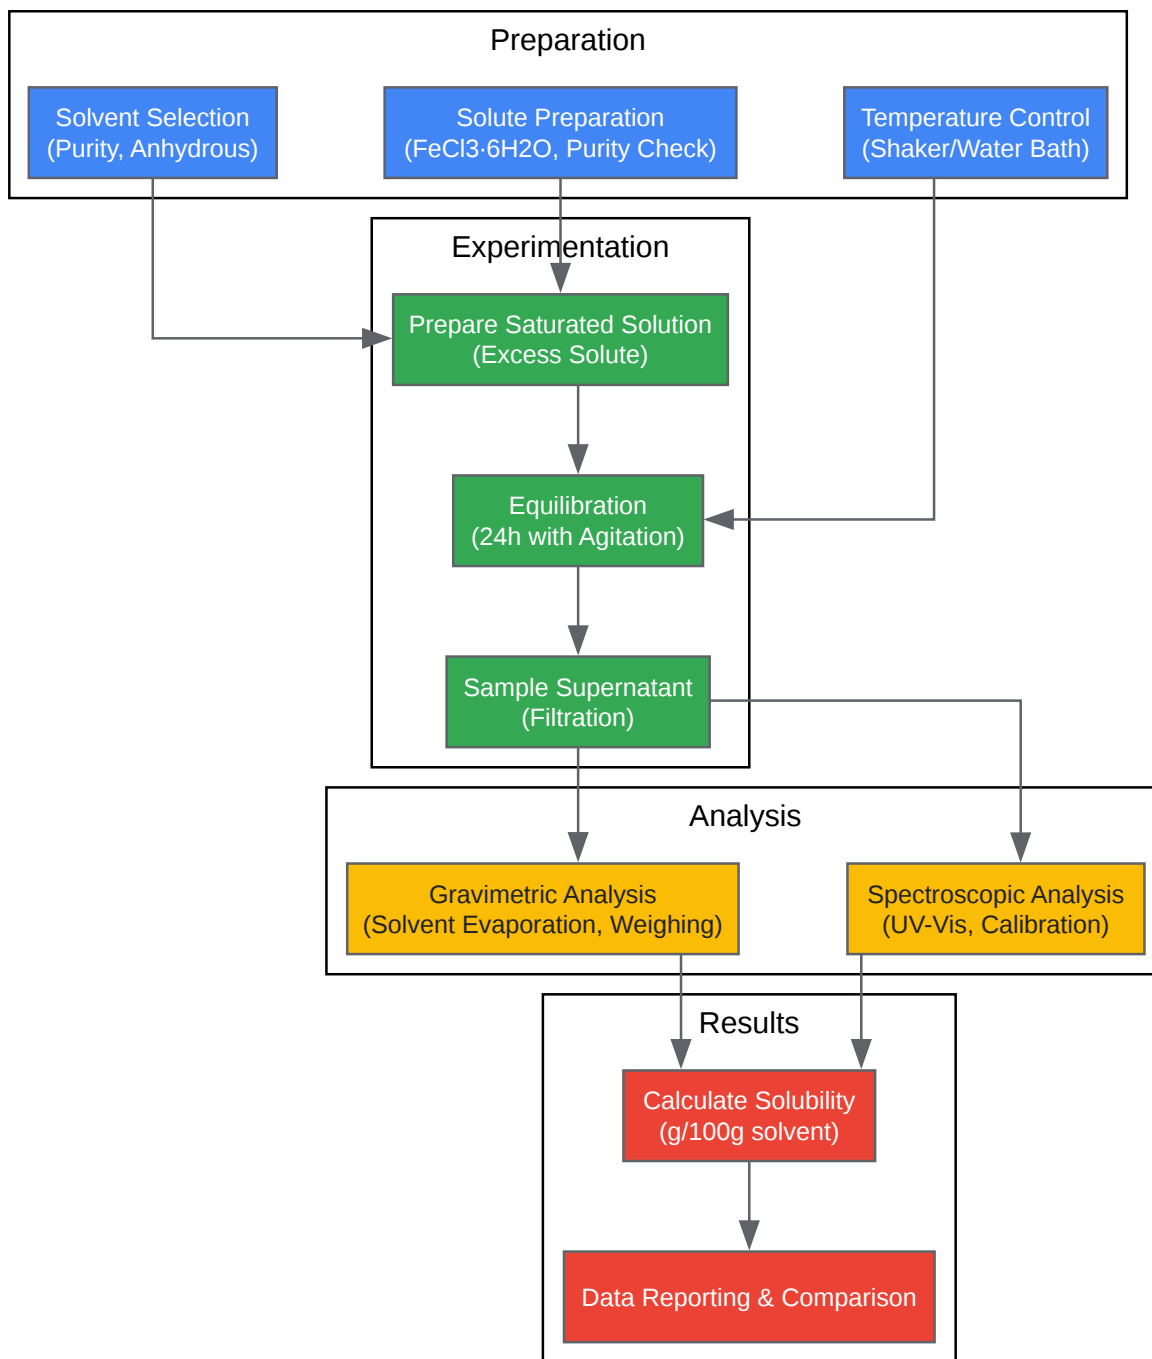 Preparation
Solvent Selection
(Purity, Anhydrous)
Solute Preparation
(FeCl3·6H2O, Purity Check)
Temperature Control
(Shaker/Water Bath)
Experimentation
Prepare Saturated Solution
(Excess Solute)
Equilibration
(24h with Agitation)
Sample Supernatant
(Filtration)
Analysis
Gravimetric Analysis
(Solvent Evaporation, Weighing)
Spectroscopic Analysis
(UV-Vis, Calibration)
Results
Calculate Solubility
(g/100g solvent)
Data Reporting & Comparison